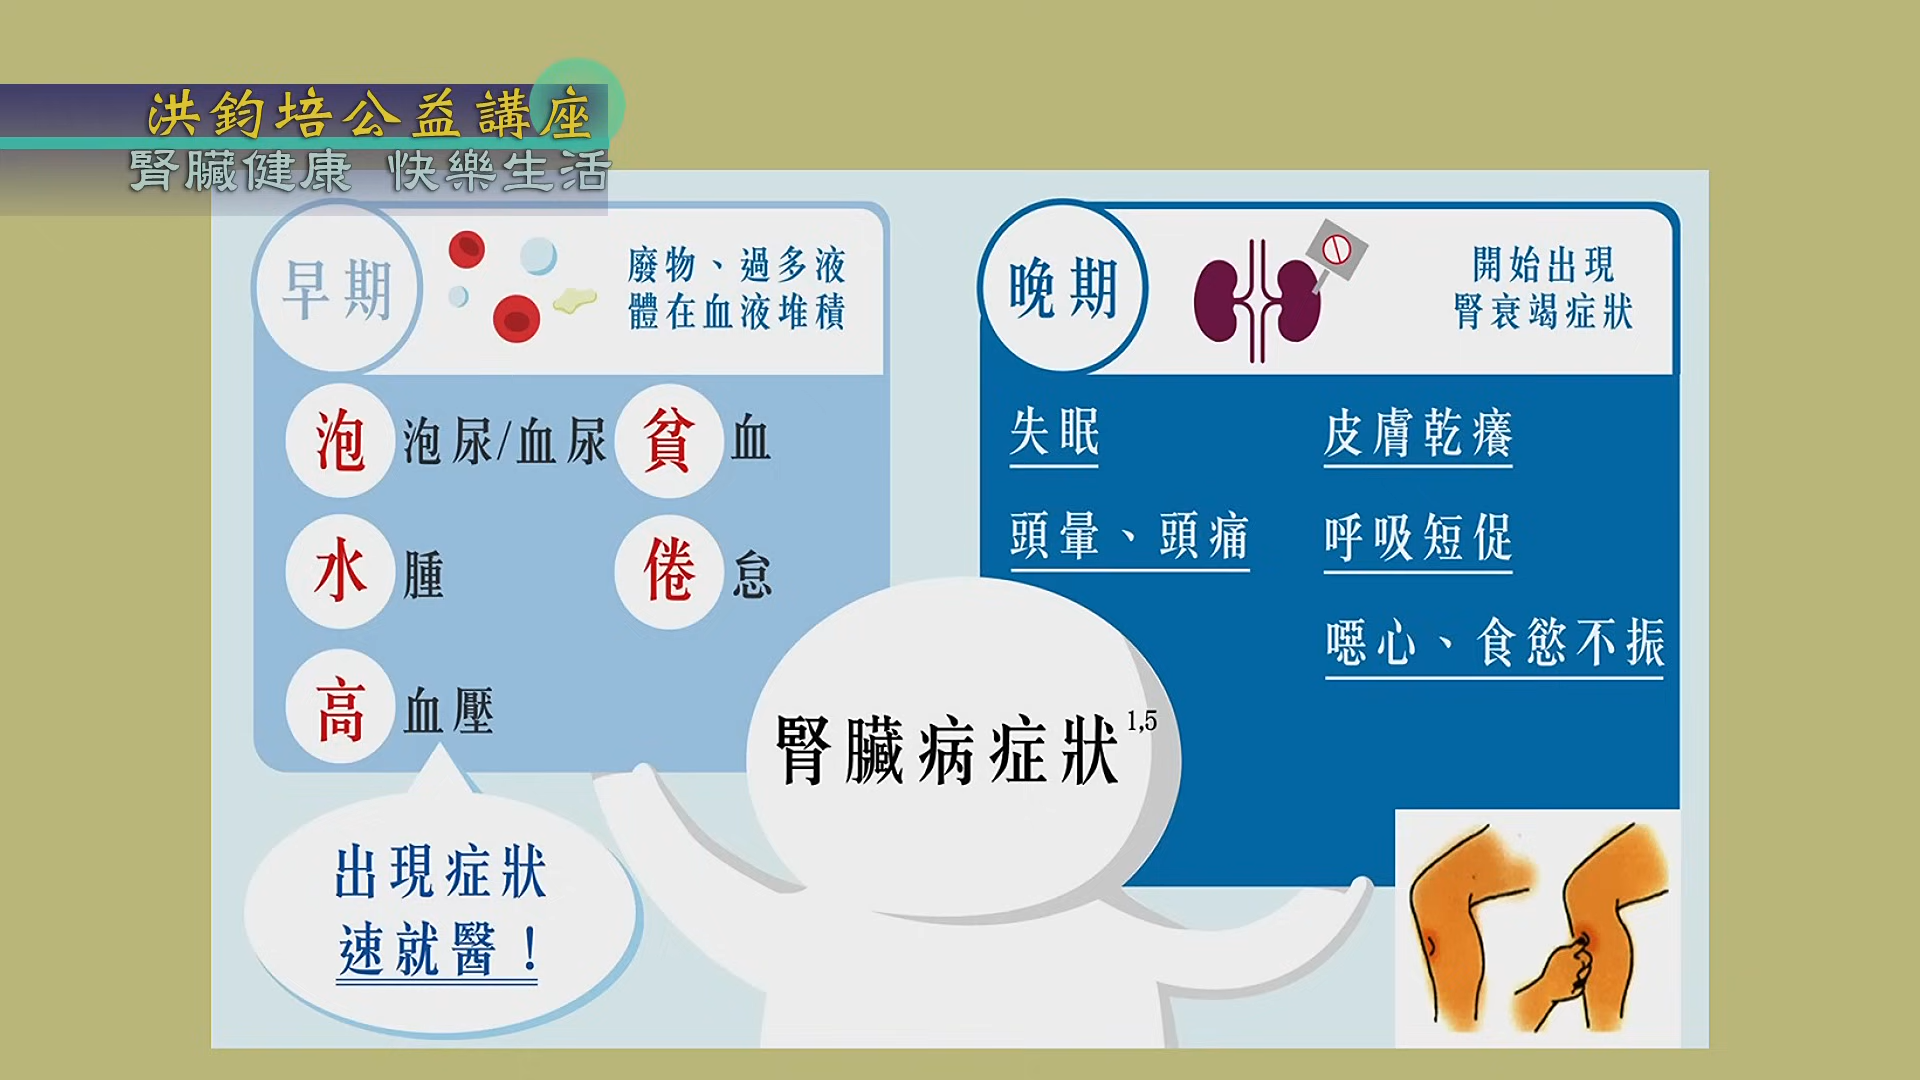 洪鈞培公益講座
腎臟健康 快樂生活
早期
廢物、過多液
體在血液堆積
泡尿/血尿
貧血
水腫
倦怠
高血壓
出現症狀
速就醫！
腎臟病症狀1,5
晚期
開始出現
腎衰竭症狀
失眠
皮膚乾癢
頭暈、頭痛
呼吸短促
噁心、食慾不振